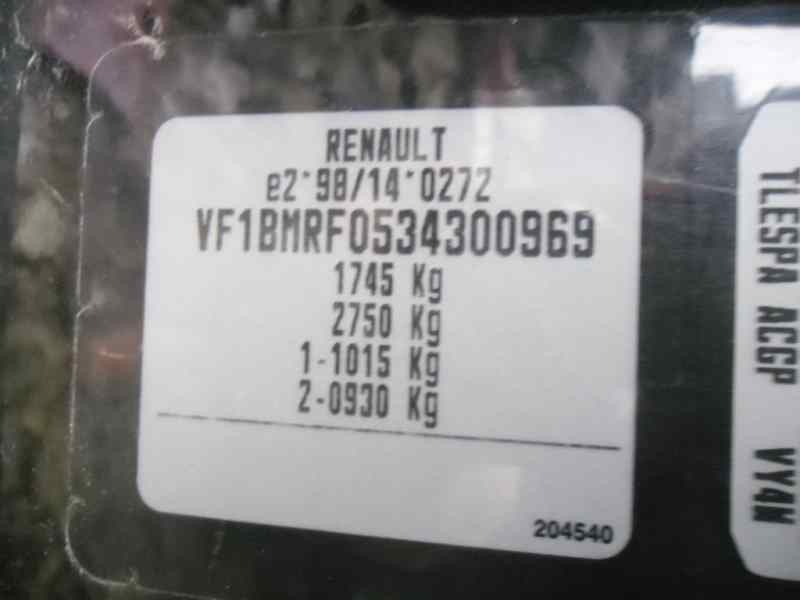 RENAULT
e2*98/14*0272
VF1BMRF0534300969
1745 Kg
2750 Kg
1-1015 Kg
2-0930 Kg
204540
TLESPA ACGP VY4W